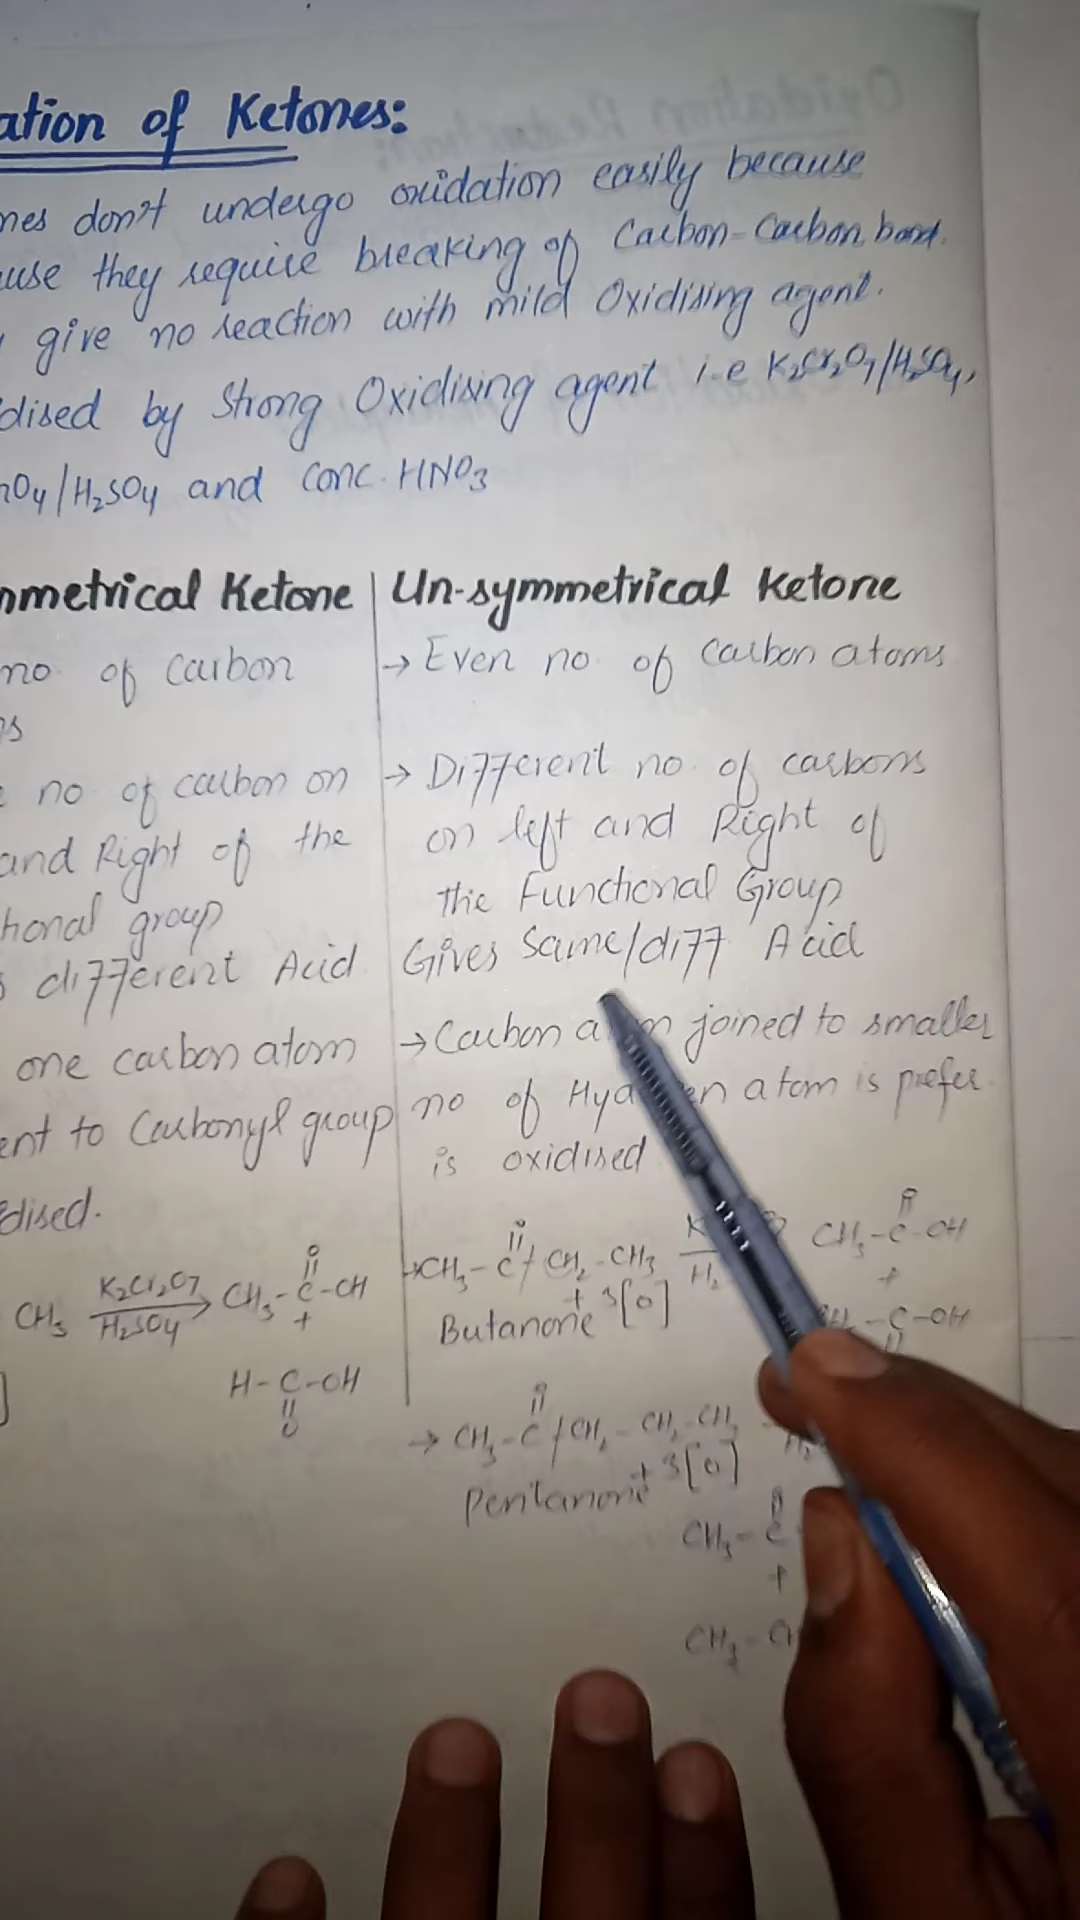 ation of Ketones:
nes don't undergo oxidation easily because
ause they require breaking of Carbon-Carbon bond.
give no reaction with mild Oxidising agent.
dised by Strong Oxidising agent i.e K₂Cr₂O₇/H₂SO₄,
nO₄/H₂SO₄ and Conc. HNO₃
mmetrical Ketone
no. of Carbon
s
no of carbon on
and Right of the
tional group
s different Acid
one carbon atom
ent to Carbonyl group
dised.
CH₃ K₂Cr₂O7 / H₂SO₄ → CH₃-C-OH
O
+
H-C-OH
O
Un-symmetrical Ketone
→ Even no. of Carbon atoms
→ Different no. of carbons
on left and Right of
the Functional Group
Gives Same/diff Acid
→ Carbon joined to smaller
no of atom is prefer
is oxidised
→ CH₃-C/CH₂-CH₃ CH₃-C-OH
+ 3[O] +
Butanone -C-OH
→ CH₃-C/CH₂-CH₂-CH₃
+ 3[O]
Pentanone
CH₃-C
+
CH₃-